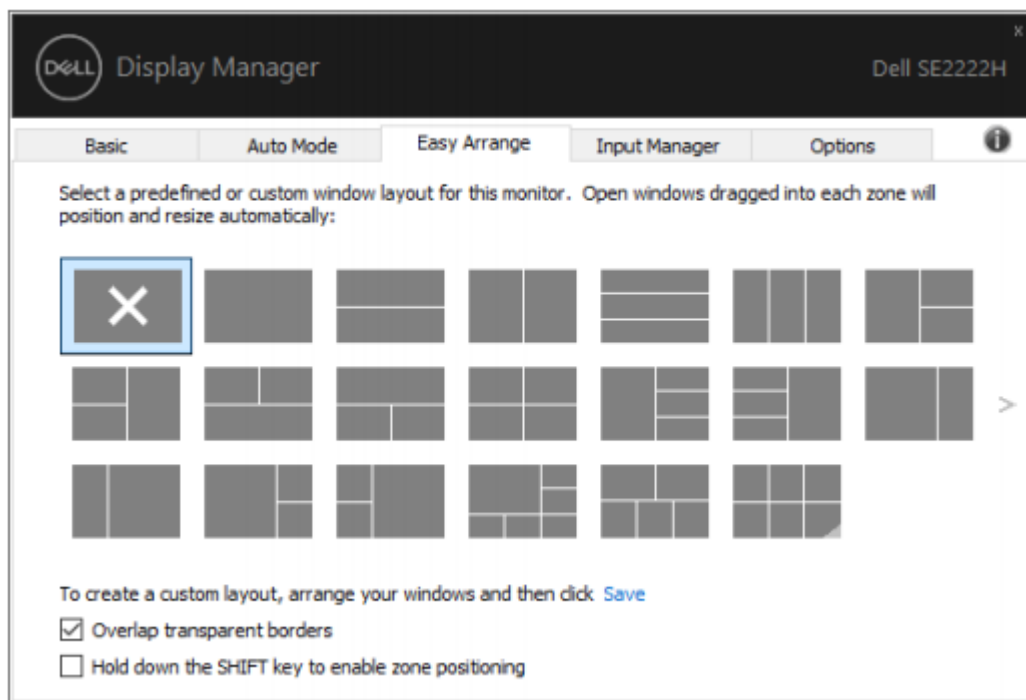 x
DELL Display Manager Dell SE2222H
Basic Auto Mode Easy Arrange Input Manager Options i
Select a predefined or custom window layout for this monitor. Open windows dragged into each zone will
position and resize automatically:
>
To create a custom layout, arrange your windows and then click Save
Overlap transparent borders
Hold down the SHIFT key to enable zone positioning